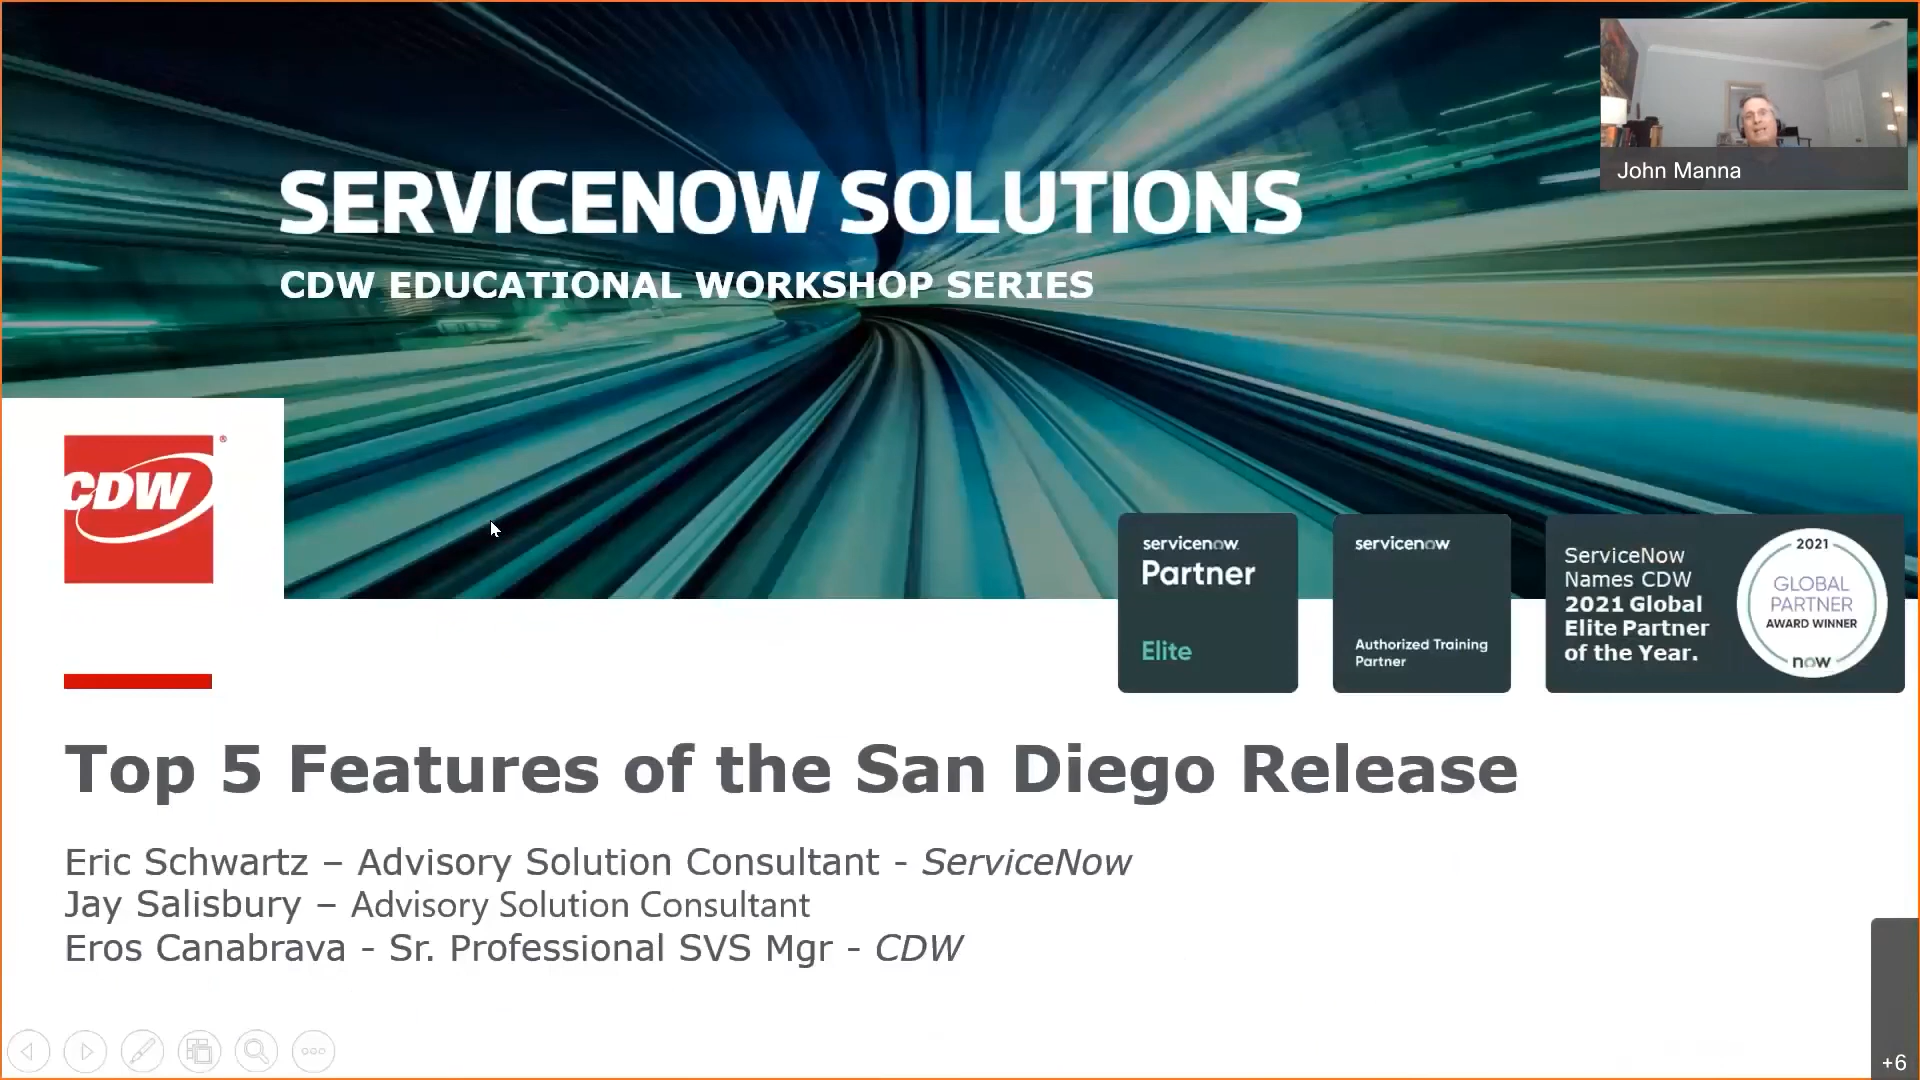 SERVICENOW SOLUTIONS
CDW EDUCATIONAL WORKSHOP SERIES
John Manna
CDW®
servicenow.
Partner
Elite
servicenow.
Authorized Training
Partner
ServiceNow
Names CDW
2021 Global
Elite Partner
of the Year.
2021
GLOBAL
PARTNER
AWARD WINNER
now
Top 5 Features of the San Diego Release
Eric Schwartz – Advisory Solution Consultant - ServiceNow
Jay Salisbury – Advisory Solution Consultant
Eros Canabrava - Sr. Professional SVS Mgr - CDW
+6